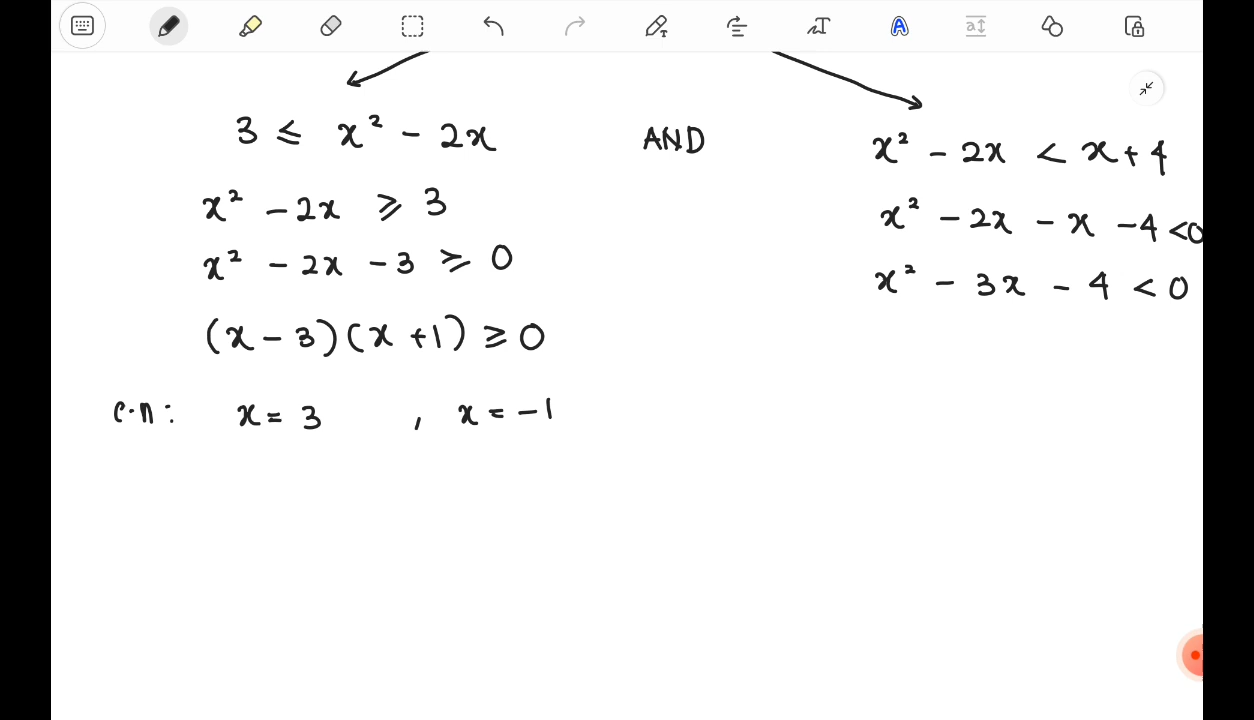 3 ≤ x² - 2x
AND
x² - 2x < x + 4
x² - 2x ≥ 3
x² - 2x - x - 4 < 0
x² - 2x - 3 ≥ 0
x² - 3x - 4 < 0
(x - 3)(x + 1) ≥ 0
c.n: x = 3 , x = -1